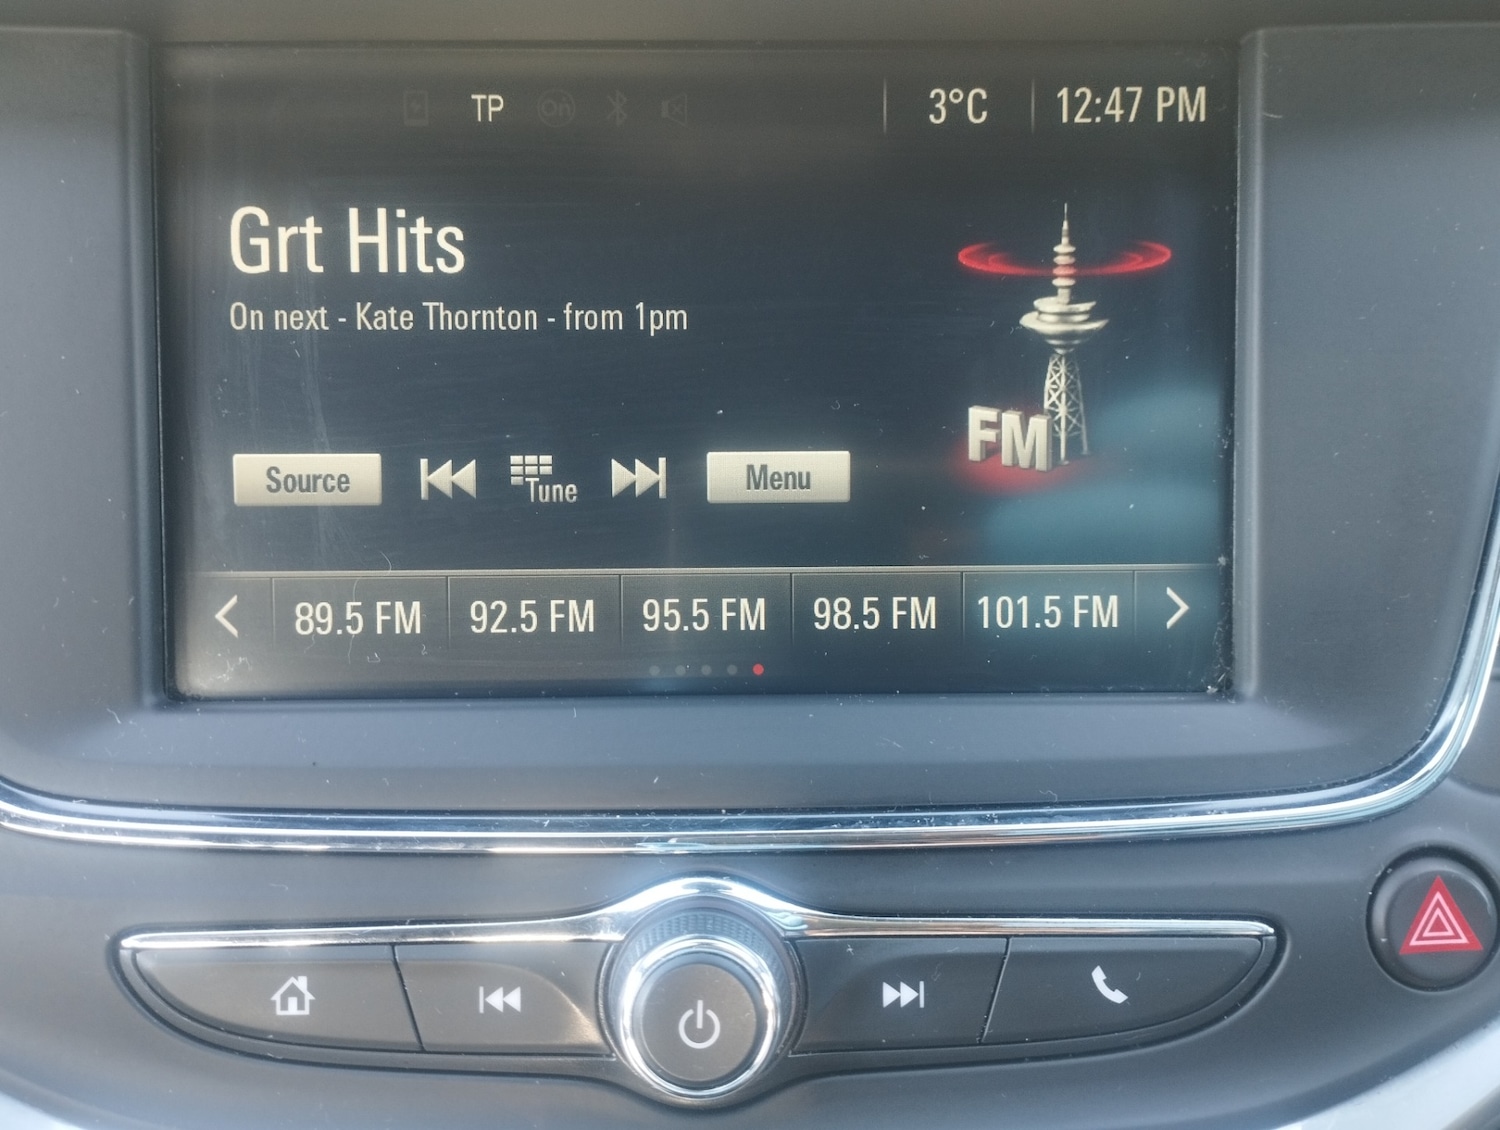 TP On 3°C 12:47 PM
Grt Hits
On next - Kate Thornton - from 1pm
FM
Source Tune Menu
89.5 FM 92.5 FM 95.5 FM 98.5 FM 101.5 FM